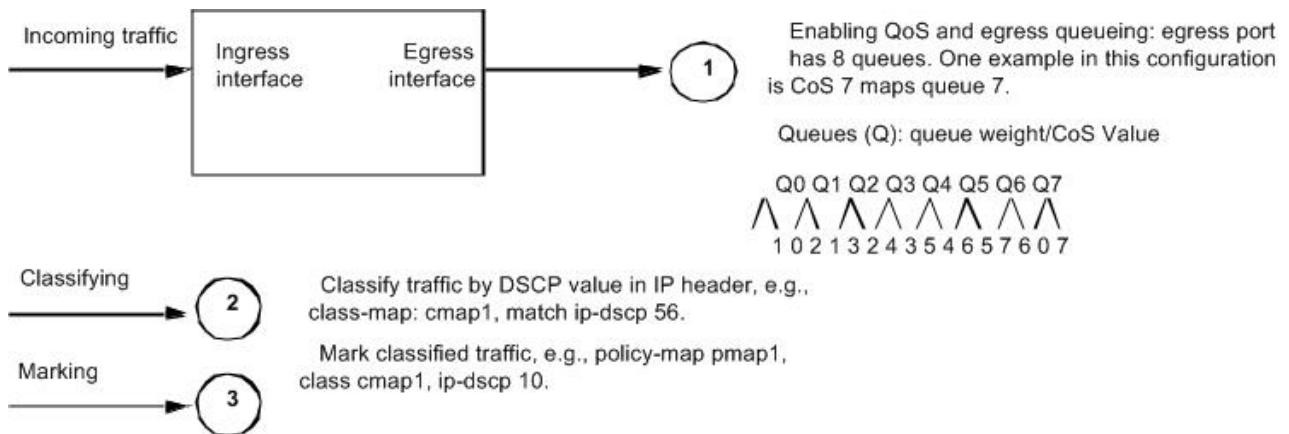 Incoming traffic
Ingress
interface
Egress
interface
1
Enabling QoS and egress queueing: egress port
has 8 queues. One example in this configuration
is CoS 7 maps queue 7.
Queues (Q): queue weight/CoS Value
Q0 Q1 Q2 Q3 Q4 Q5 Q6 Q7
1 0 2 1 3 2 4 3 5 4 6 5 7 6 0 7
Classifying
2
Classify traffic by DSCP value in IP header, e.g.,
class-map: cmap1, match ip-dscp 56.
Marking
3
Mark classified traffic, e.g., policy-map pmap1,
class cmap1, ip-dscp 10.